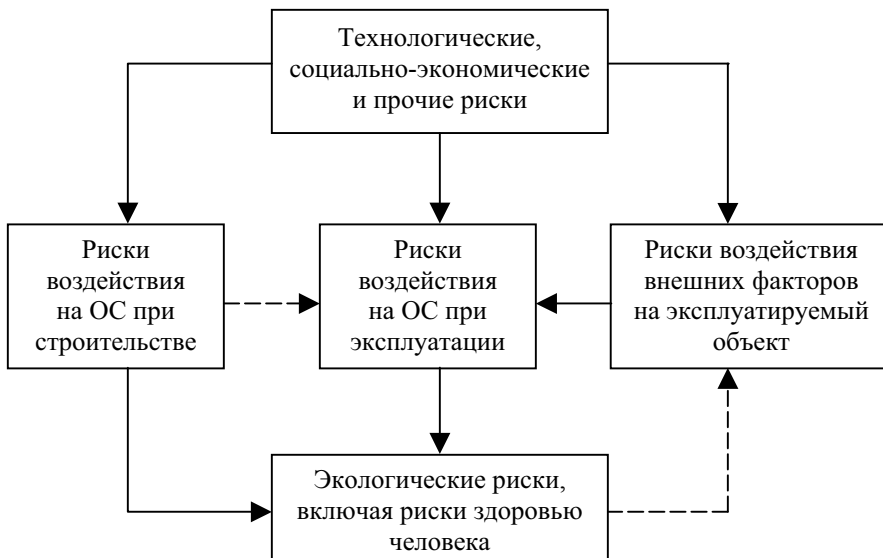 Технологические,
социально-экономические
и прочие риски
Риски
воздействия
на ОС при
строительстве
Риски
воздействия
на ОС при
эксплуатации
Риски воздействия
внешних факторов
на эксплуатируемый
объект
Экологические риски,
включая риски здоровью
человека